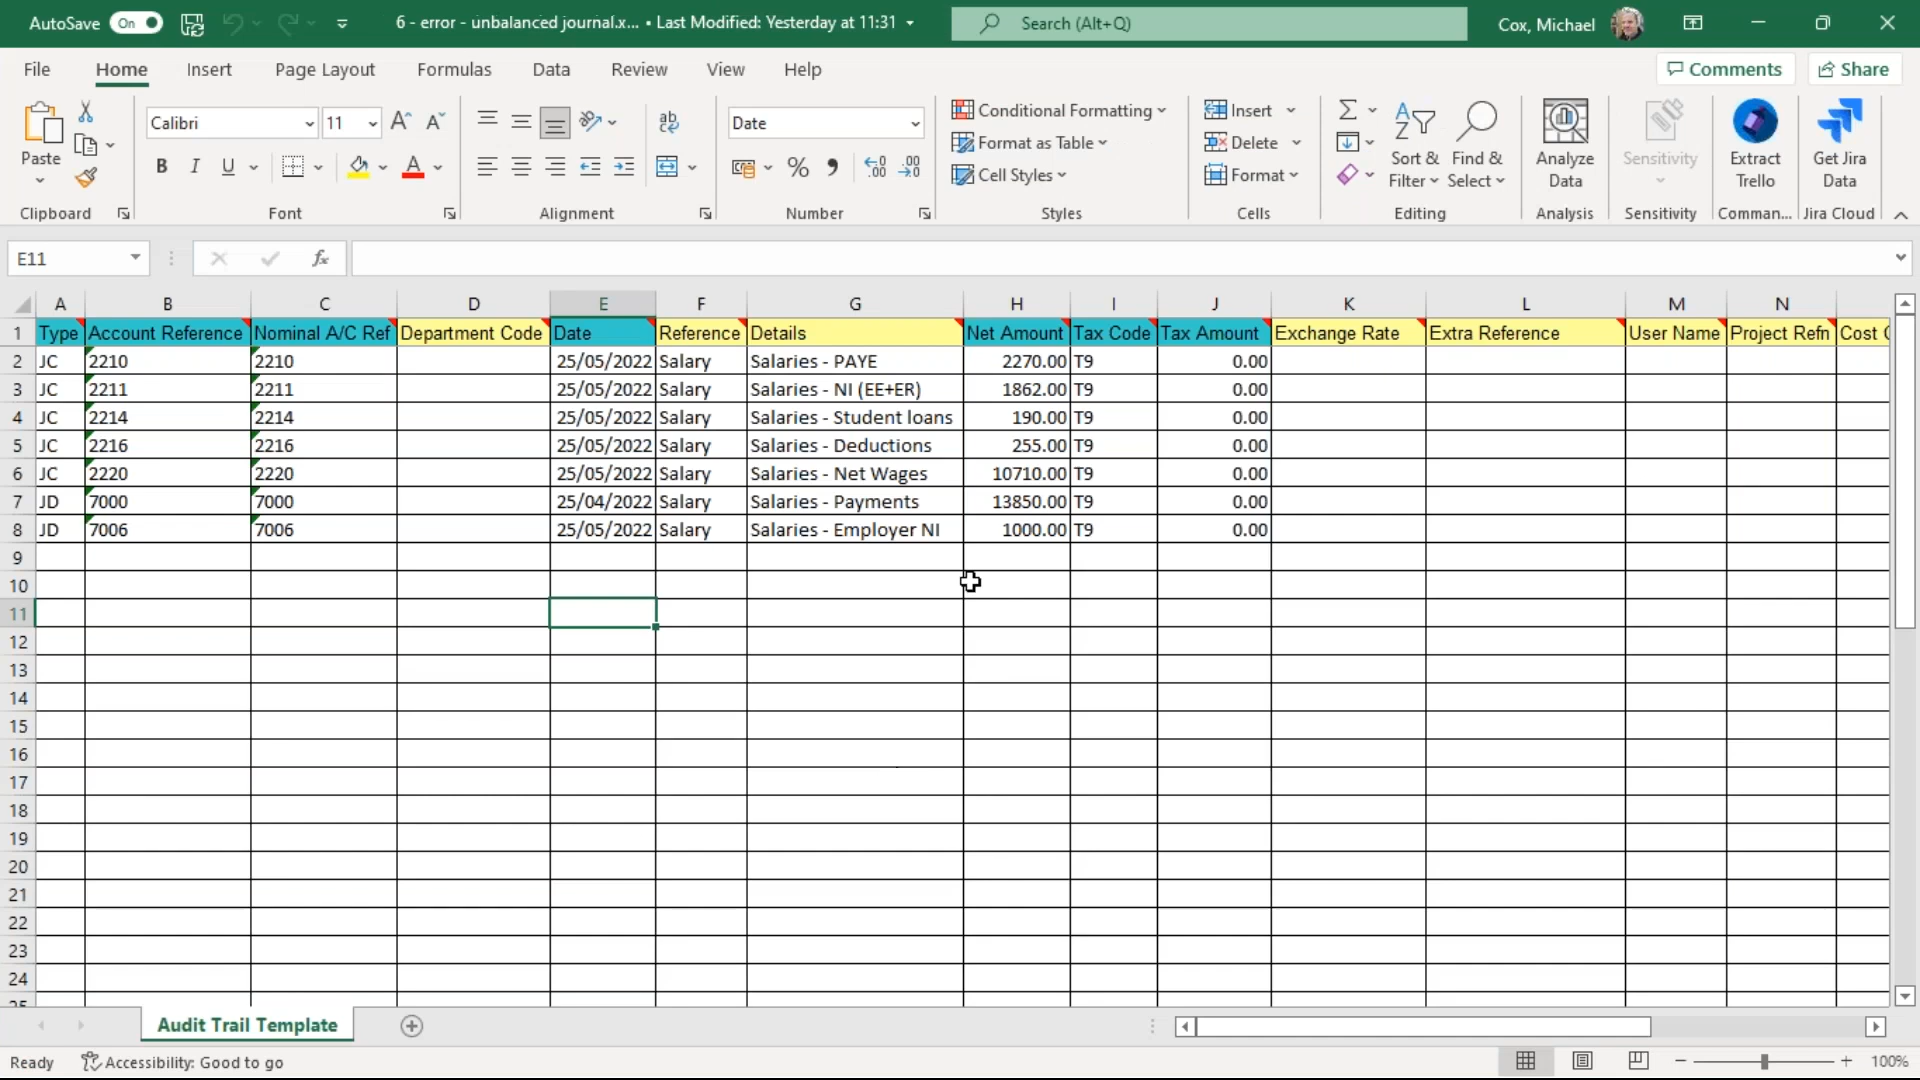 AutoSave On 6 - error - unbalanced journal.x... • Last Modified: Yesterday at 11:31 Search (Alt+Q) Cox, Michael
File Home Insert Page Layout Formulas Data Review View Help Comments Share
Paste
Clipboard
Calibri 11
B I U A
Font
ab
Alignment
Date
%
Number
Conditional Formatting
Format as Table
Cell Styles
Styles
Insert
Delete
Format
Cells
Sort & Filter
Find & Select
Editing
Analyze Data
Analysis
Sensitivity
Sensitivity
Extract Trello
Comman...
Get Jira Data
Jira Cloud
E11 fx
A B C D E F G H I J K L M N
1 Type Account Reference Nominal A/C Ref Department Code Date Reference Details Net Amount Tax Code Tax Amount Exchange Rate Extra Reference User Name Project Refn Cost
2 JC 2210 2210 25/05/2022 Salary Salaries - PAYE 2270.00 T9 0.00
3 JC 2211 2211 25/05/2022 Salary Salaries - NI (EE+ER) 1862.00 T9 0.00
4 JC 2214 2214 25/05/2022 Salary Salaries - Student loans 190.00 T9 0.00
5 JC 2216 2216 25/05/2022 Salary Salaries - Deductions 255.00 T9 0.00
6 JC 2220 2220 25/05/2022 Salary Salaries - Net Wages 10710.00 T9 0.00
7 JD 7000 7000 25/04/2022 Salary Salaries - Payments 13850.00 T9 0.00
8 JD 7006 7006 25/05/2022 Salary Salaries - Employer NI 1000.00 T9 0.00
9
10
11
12
13
14
15
16
17
18
19
20
21
22
23
24
Audit Trail Template
Ready Accessibility: Good to go 100%